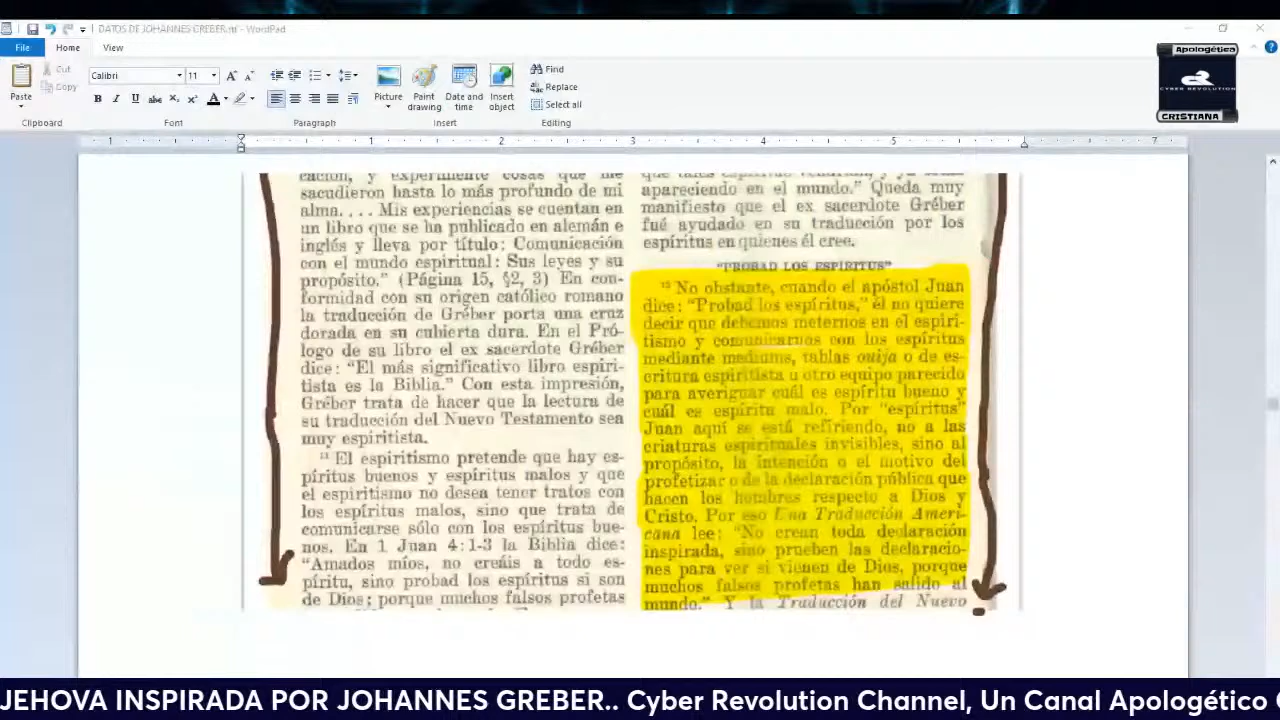 DATOS DE JOHANNES GREBER.rtf - WordPad
File Home View
Cut
Copy
Paste
Calibri 11
Picture
Paint drawing
Date and time
Insert object
Find
Replace
Select all
Clipboard Font Paragraph Insert Editing
Apologética
CYBER REVOLUTION
CRISTIANA
1 1 2 3 4 5 7
cación, y experimenté cosas que me
sacudieron hasta lo más profundo de mi
alma. . . . Mis experiencias se cuentan en
un libro que se ha publicado en alemán e
inglés y lleva por título: Comunicación
con el mundo espiritual: Sus leyes y su
propósito.” (Página 15, §2, 3) En con-
formidad con su origen católico romano
la traducción de Gréber porta una cruz
dorada en su cubierta dura. En el Pró-
logo de su libro el ex sacerdote Gréber
dice: “El más significativo libro espiri-
tista es la Biblia.” Con esta impresión,
Gréber trata de hacer que la lectura de
su traducción del Nuevo Testamento sea
muy espiritista.
11 El espiritismo pretende que hay es-
píritus buenos y espíritus malos y que
el espiritismo no desea tener tratos con
los espíritus malos, sino que trata de
comunicarse sólo con los espíritus bue-
nos. En 1 Juan 4:1-3 la Biblia dice:
“Amados míos, no creáis a todo es-
píritu, sino probad los espíritus si son
de Dios; porque muchos falsos profetas
apareciendo en el mundo.” Queda muy
manifiesto que el ex sacerdote Gréber
fué ayudado en su traducción por los
espíritus en quienes él cree.
“PROBAD LOS ESPÍRITUS”
No obstante, cuando el apóstol Juan
dice: “Probad los espíritus,” él no quiere
decir que debamos meternos en el espiri-
tismo y comunicarnos con los espíritus
mediante mediums, tablas ouija o de es-
critura espiritista u otro equipo parecido
para averiguar cuál es espíritu bueno y
cuál es espíritu malo. Por “espíritus”
Juan aquí se está refiriendo, no a las
criaturas espirituales invisibles, sino al
propósito, la intención o el motivo del
profetizar o de la declaración pública que
hacen los hombres respecto a Dios y
Cristo. Por eso Una Traducción Ameri-
cana lee: “No crean toda declaración
inspirada, sino prueben las declaracio-
nes para ver si vienen de Dios, porque
muchos falsos profetas han salido al
mundo.” Y la Traducción del Nuevo
JEHOVA INSPIRADA POR JOHANNES GREBER.. Cyber Revolution Channel, Un Canal Apologético